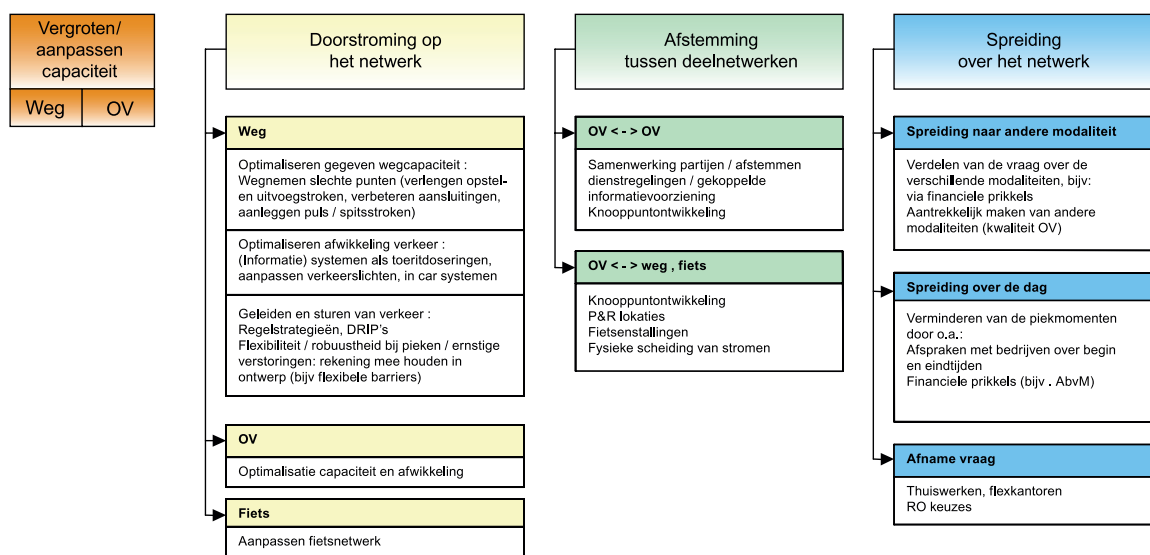 Vergroten/
aanpassen
capaciteit
Weg
OV
Doorstroming op
het netwerk
Weg
Optimaliseren gegeven wegcapaciteit :
Wegnemen slechte punten (verlengen opstel-
en uitvoegstroken, verbeteren aansluitingen,
aanleggen puls / spitsstroken)
Optimaliseren afwikkeling verkeer :
(Informatie) systemen als toeritdoseringen,
aanpassen verkeerslichten, in car systemen
Geleiden en sturen van verkeer :
Regelstrategieën, DRIP's
Flexibiliteit / robuustheid bij pieken / ernstige
verstoringen: rekening mee houden in
ontwerp (bijv flexibele barriers)
OV
Optimalisatie capaciteit en afwikkeling
Fiets
Aanpassen fietsnetwerk
Afstemming
tussen deelnetwerken
OV < - > OV
Samenwerking partijen / afstemmen
dienstregelingen / gekoppelde
informatievoorziening
Knooppuntontwikkeling
OV < - > weg , fiets
Knooppuntontwikkeling
P&R lokaties
Fietsenstallingen
Fysieke scheiding van stromen
Spreiding
over het netwerk
Spreiding naar andere modaliteit
Verdelen van de vraag over de
verschillende modaliteiten, bijv:
via financiele prikkels
Aantrekkelijk maken van andere
modaliteiten (kwaliteit OV)
Spreiding over de dag
Verminderen van de piekmomenten
door o.a.:
Afspraken met bedrijven over begin
en eindtijden
Financiele prikkels (bijv . AbvM)
Afname vraag
Thuiswerken, flexkantoren
RO keuzes